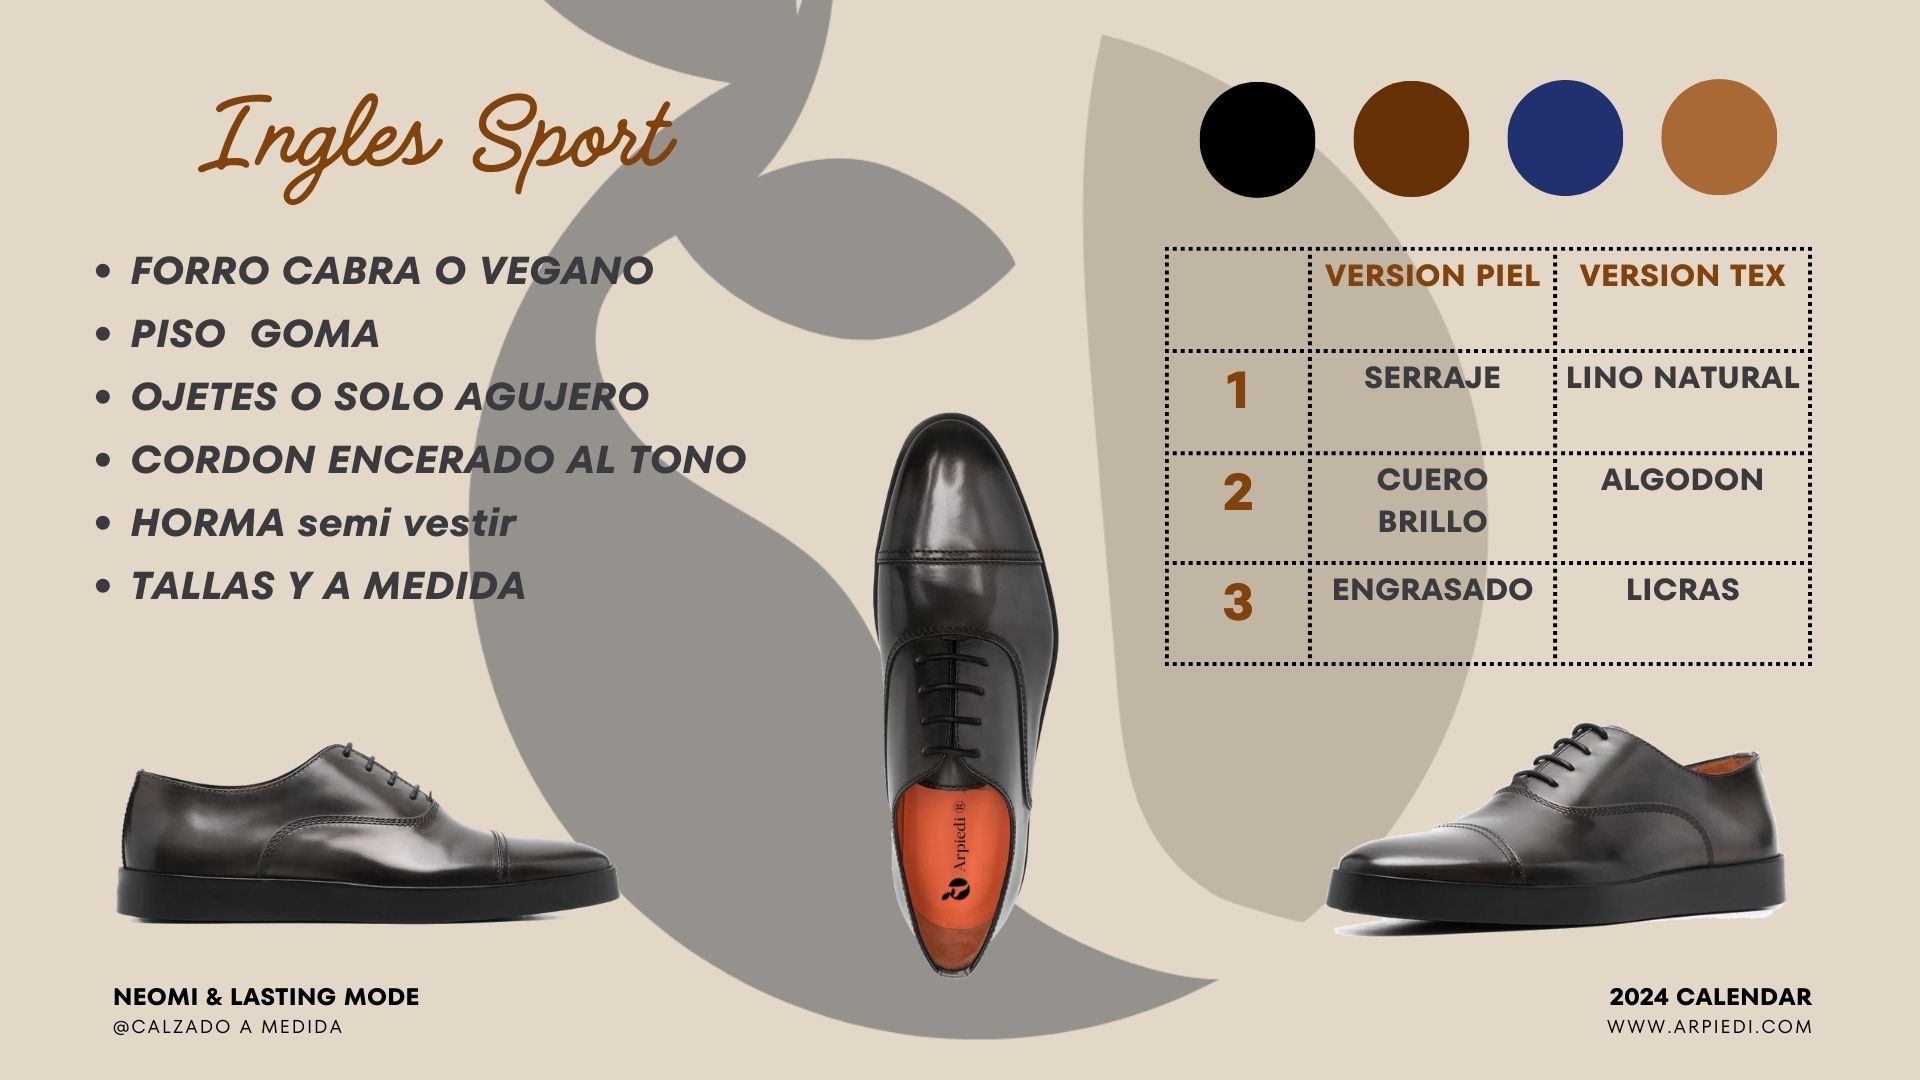 Ingles Sport
• FORRO CABRA O VEGANO
• PISO  GOMA
• OJETES O SOLO AGUJERO
• CORDON ENCERADO AL TONO
• HORMA semi vestir
• TALLAS Y A MEDIDA
VERSION PIEL VERSION TEX
1 SERRAJE LINO NATURAL
2 CUERO BRILLO ALGODON
3 ENGRASADO LICRAS
Arpiedi ®
NEOMI & LASTING MODE
@CALZADO A MEDIDA
2024 CALENDAR
WWW.ARPIEDI.COM